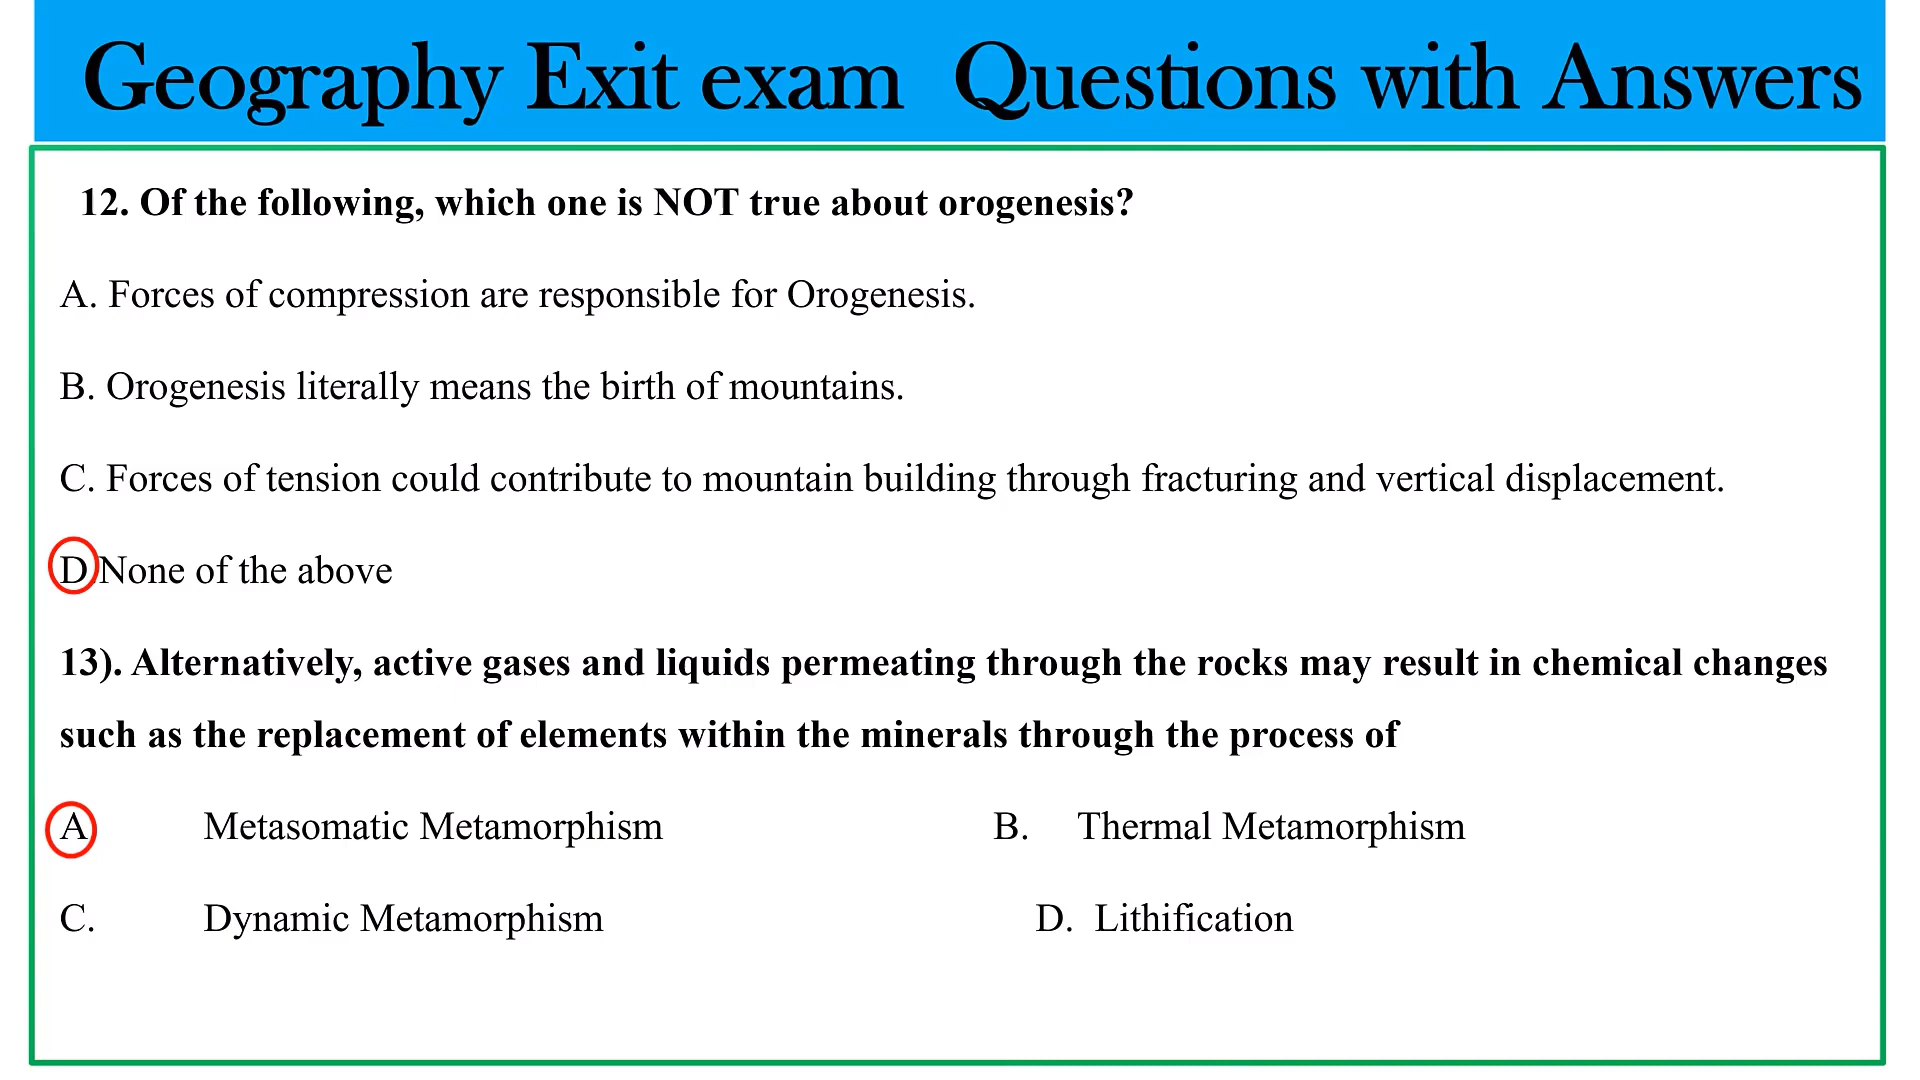 Geography Exit exam Questions with Answers
12. Of the following, which one is NOT true about orogenesis?
A. Forces of compression are responsible for Orogenesis.
B. Orogenesis literally means the birth of mountains.
C. Forces of tension could contribute to mountain building through fracturing and vertical displacement.
D None of the above
13). Alternatively, active gases and liquids permeating through the rocks may result in chemical changes
such as the replacement of elements within the minerals through the process of
A Metasomatic Metamorphism B. Thermal Metamorphism
C. Dynamic Metamorphism D. Lithification